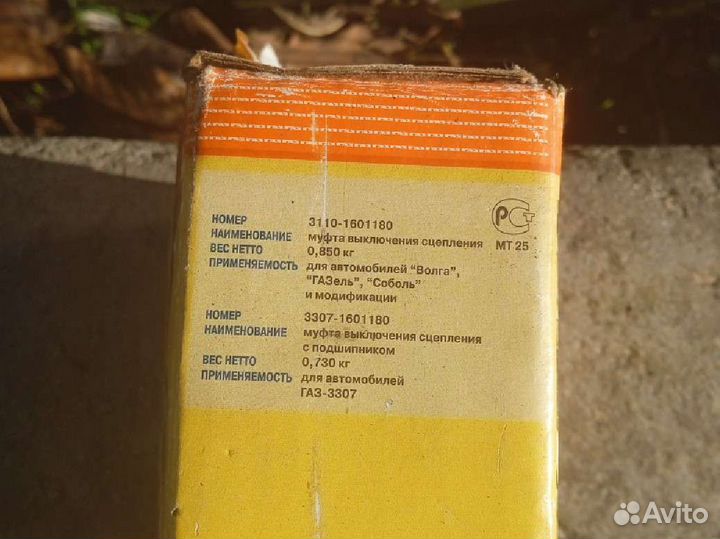 НОМЕР 3110-1601180
НАИМЕНОВАНИЕ муфта выключения сцепления
ВЕС НЕТТО 0,850 кг
ПРИМЕНЯЕМОСТЬ для автомобилей "Волга",
"ГАЗель", "Соболь"
и модификации
РСТ
МТ 25
НОМЕР 3307-1601180
НАИМЕНОВАНИЕ муфта выключения сцепления
с подшипником
ВЕС НЕТТО 0,730 кг
ПРИМЕНЯЕМОСТЬ для автомобилей
ГАЗ-3307
Avito